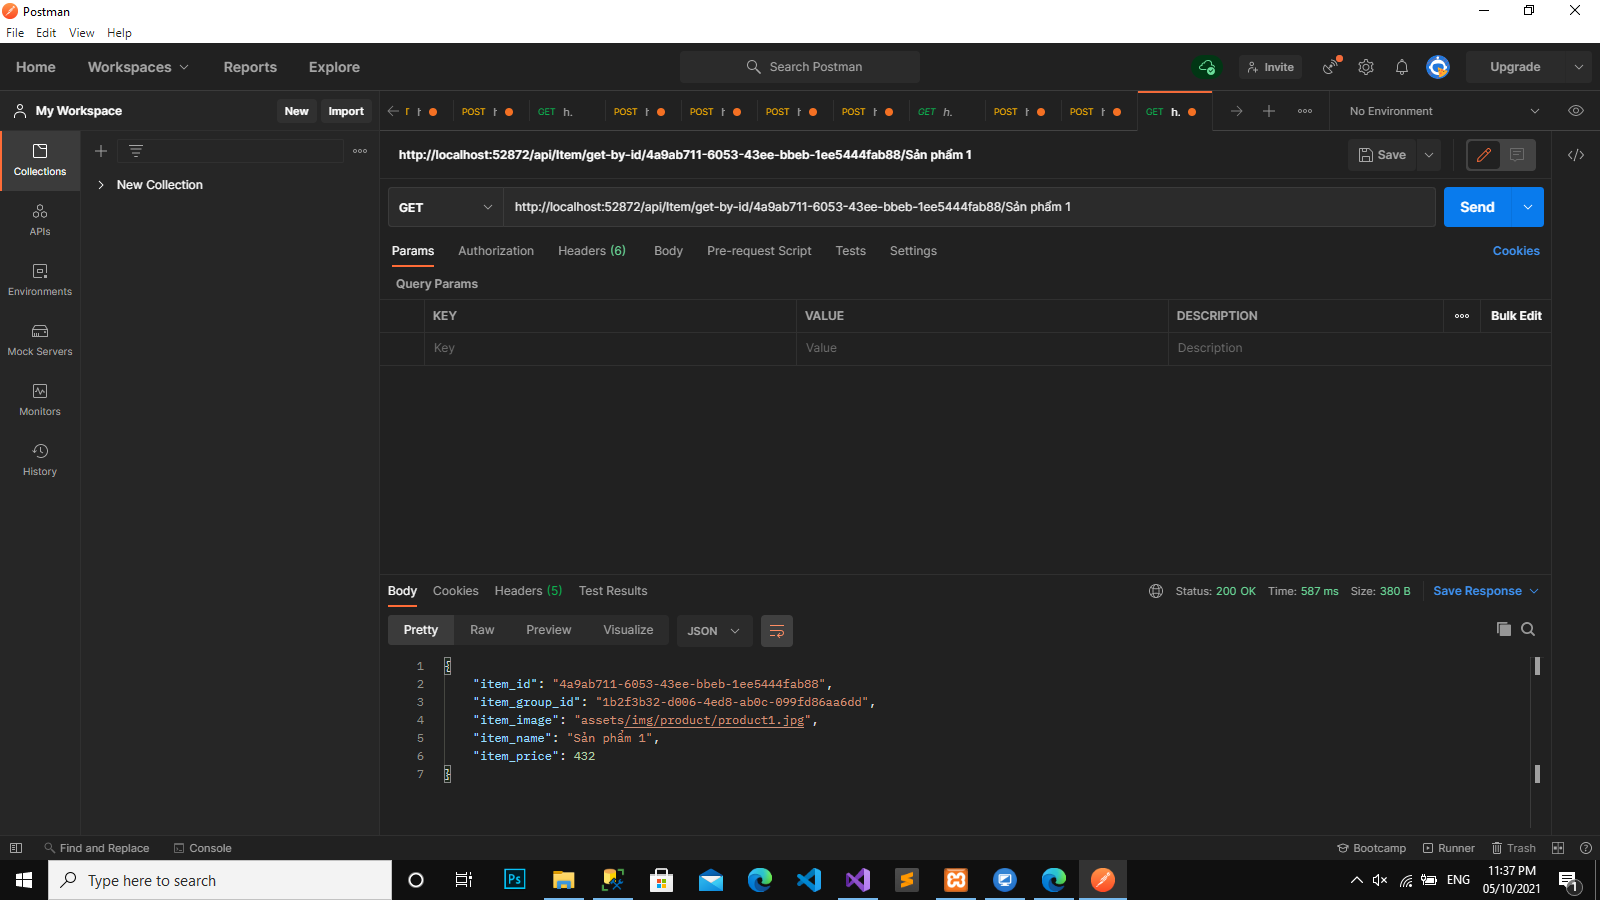 Postman
File Edit View Help
Home Workspaces Reports Explore Search Postman Invite Upgrade
My Workspace New Import
POST POST GET h. POST POST POST POST GET h. POST POST GET h. No Environment
Collections
APIs
Environments
Mock Servers
Monitors
History
New Collection
http://localhost:52872/api/Item/get-by-id/4a9ab711-6053-43ee-bbeb-1ee5444fab88/Sản phẩm 1 Save
GET http://localhost:52872/api/Item/get-by-id/4a9ab711-6053-43ee-bbeb-1ee5444fab88/Sản phẩm 1 Send
Params Authorization Headers (6) Body Pre-request Script Tests Settings Cookies
Query Params
KEY VALUE DESCRIPTION Bulk Edit
Key Value Description
Body Cookies Headers (5) Test Results Status: 200 OK Time: 587 ms Size: 380 B Save Response
Pretty Raw Preview Visualize JSON
1 {
2 "item_id": "4a9ab711-6053-43ee-bbeb-1ee5444fab88",
3 "item_group_id": "1b2f3b32-d006-4ed8-ab0c-099fd86aa6dd",
4 "item_image": "assets/img/product/product1.jpg",
5 "item_name": "Sản phẩm 1",
6 "item_price": 432
7 }
Find and Replace Console Bootcamp Runner Trash
Type here to search Ps ENG 11:37 PM
05/10/2021 1